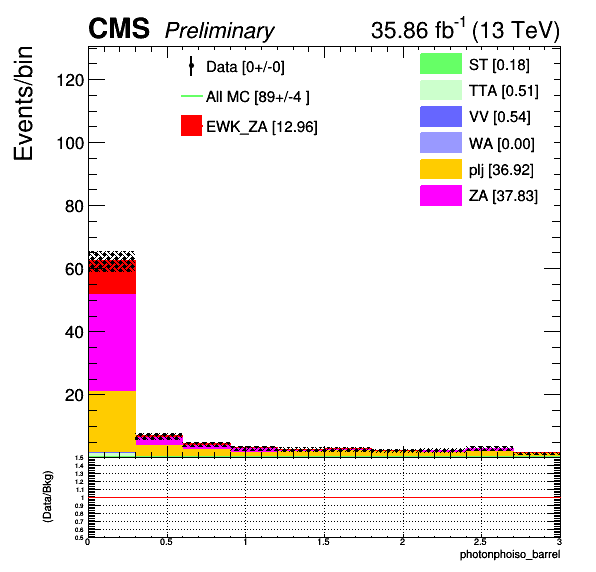 CMS Preliminary 35.86 fb⁻¹ (13 TeV)
Events/bin
120
100
80
60
40
20
Data [0+/-0]
All MC [89+/-4 ]
EWK_ZA [12.96]
ST [0.18]
TTA [0.51]
VV [0.54]
WA [0.00]
plj [36.92]
ZA [37.83]
(Data/Bkg)
1.5
1.4
1.3
1.2
1.1
1
0.9
0.8
0.7
0.6
0.5
0 0.5 1 1.5 2 2.5 3
photonphoiso_barrel